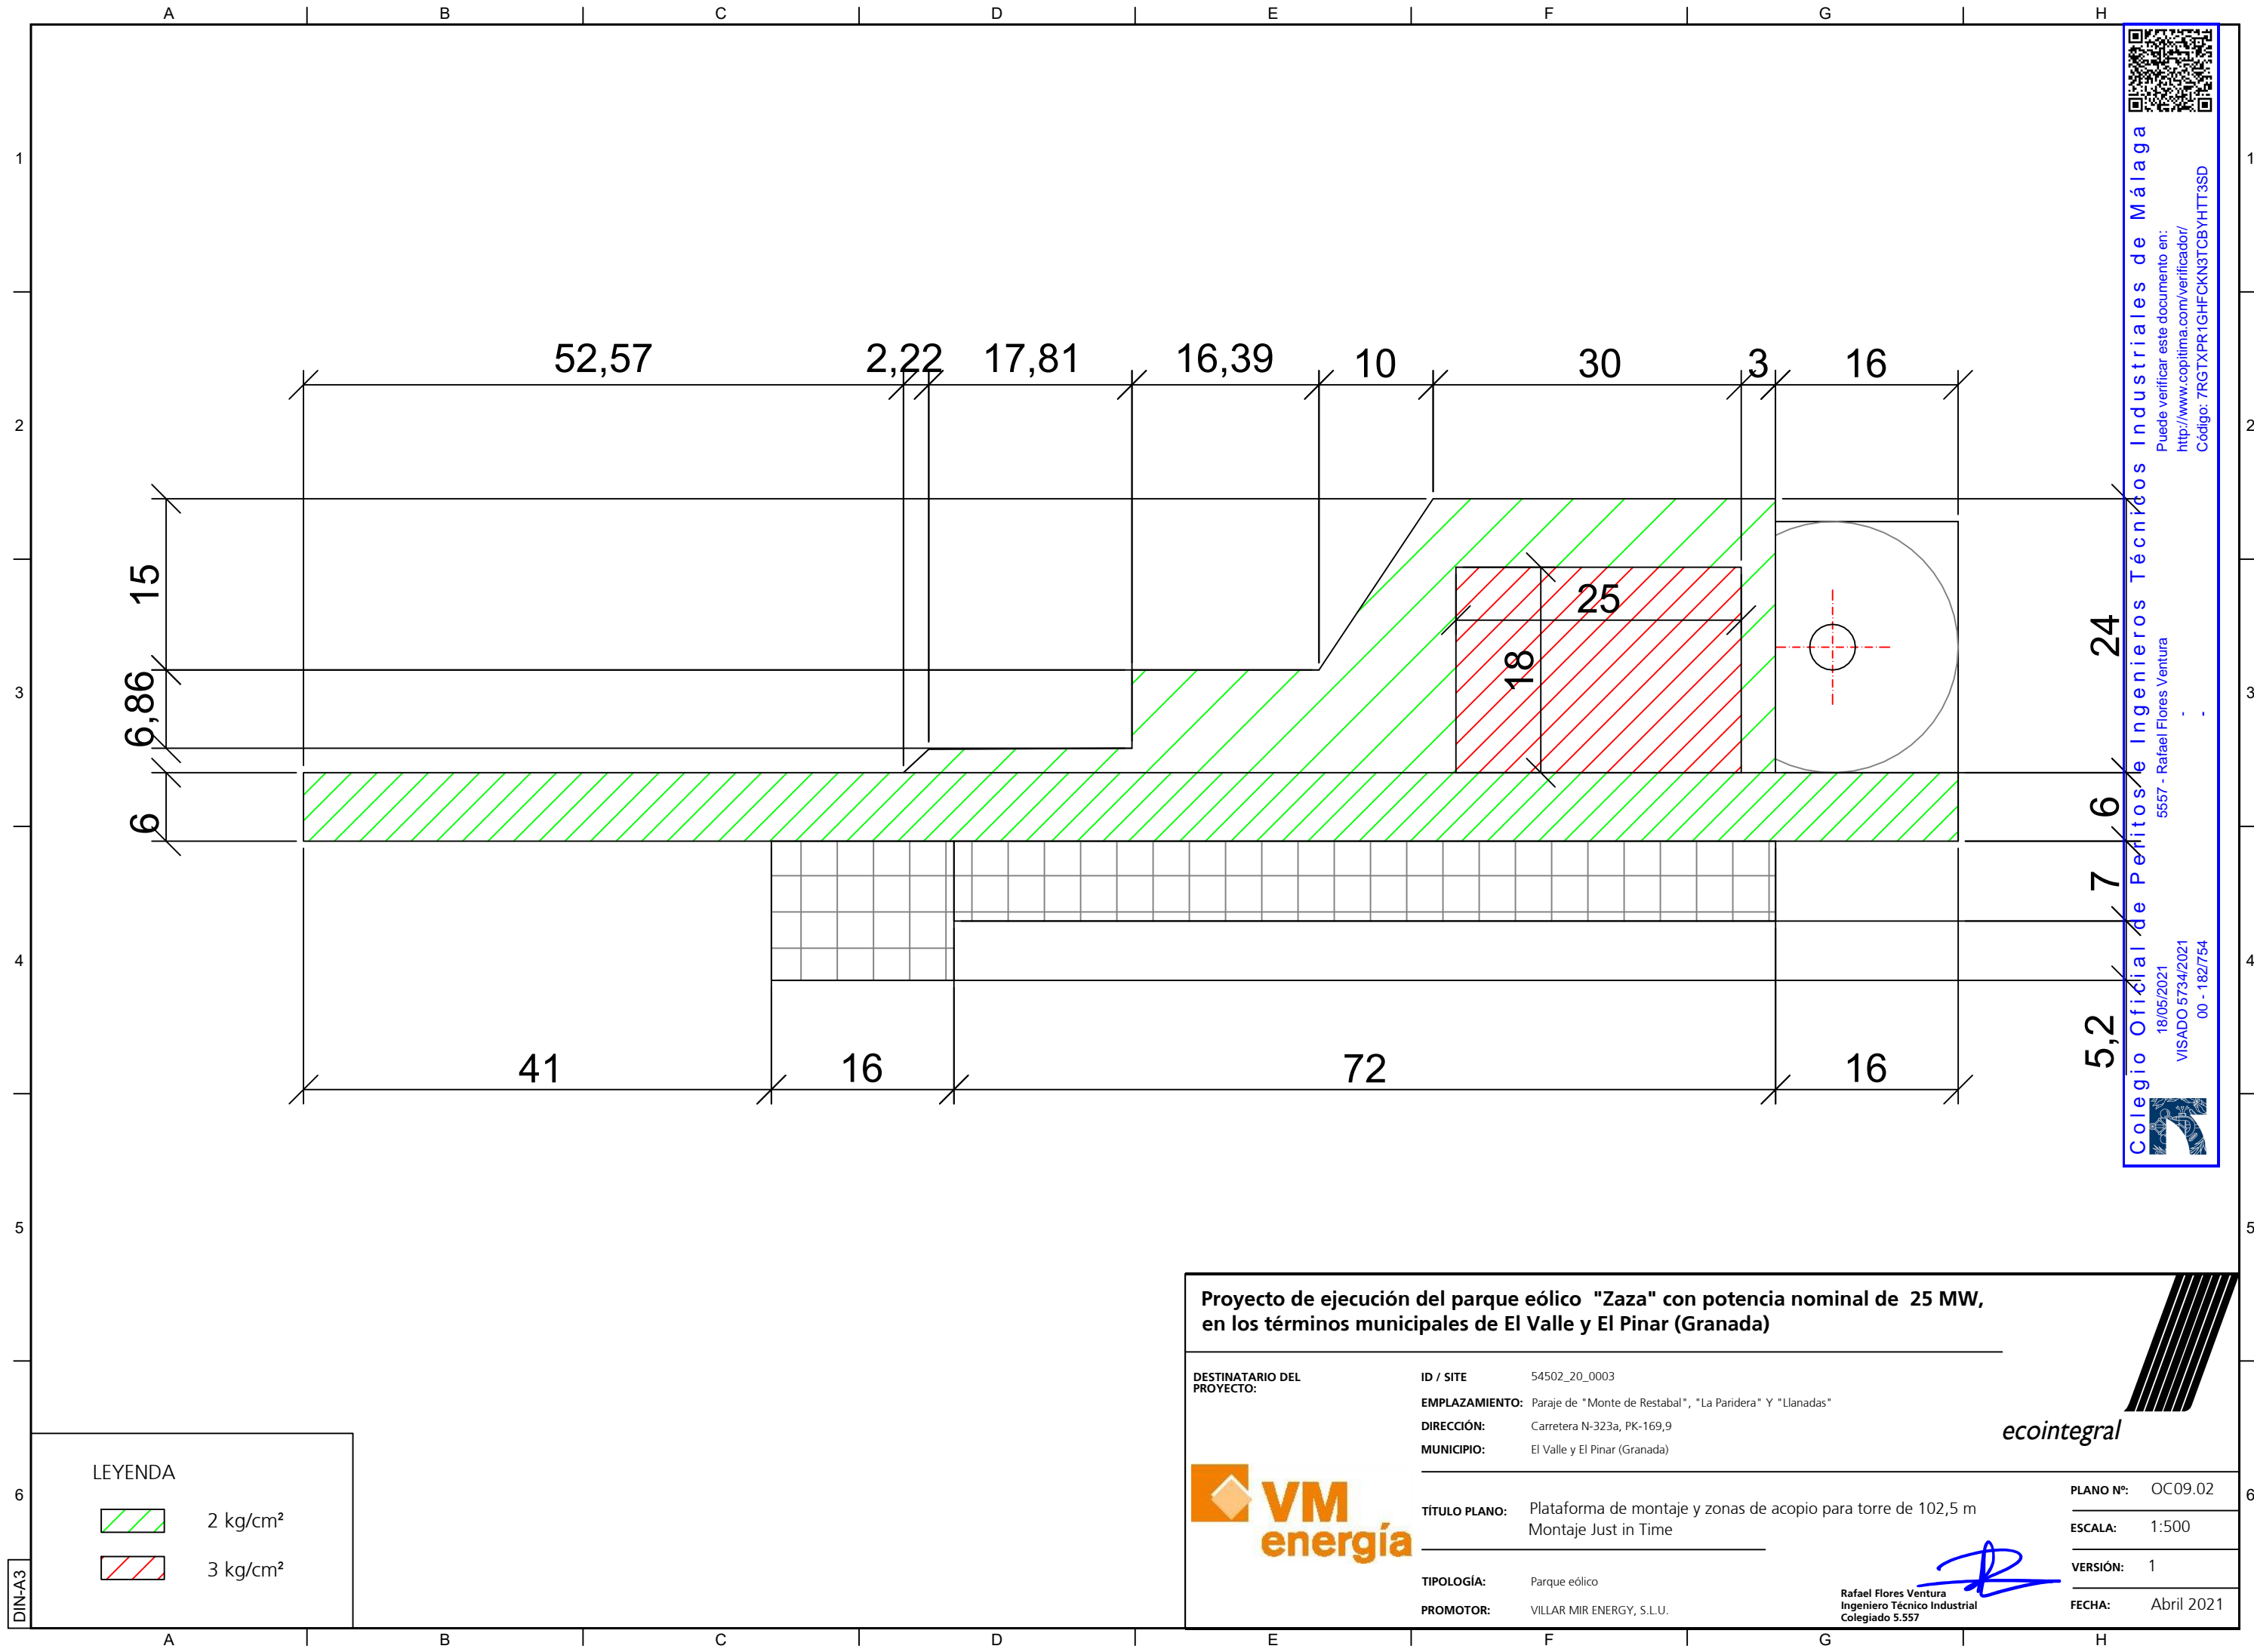 A B C D E F G H
1 1
2 2
3 3
4 4
5 5
6 6
52,57 2,22 17,81 16,39 10 30 3 16
15
6,86
6
25
18
24
6
7
5,2
41 16 72 16
Colegio Oficial de Peritos e Ingenieros Técnicos Industriales de Málaga
18/05/2021
VISADO 5734/2021
00 - 182/754
5557 - Rafael Flores Ventura
-
-
Puede verificar este documento en:
http://www.copitima.com/verificador/
Código: 7RGTXPR1GHFCKN3TCBYHTT3SD
LEYENDA
2 kg/cm²
3 kg/cm²
DIN-A3
Proyecto de ejecución del parque eólico "Zaza" con potencia nominal de 25 MW,
en los términos municipales de El Valle y El Pinar (Granada)
DESTINATARIO DEL
PROYECTO:
VM
energía
ID / SITE 54502_20_0003
EMPLAZAMIENTO: Paraje de "Monte de Restabal", "La Paridera" Y "Llanadas"
DIRECCIÓN: Carretera N-323a, PK-169,9
MUNICIPIO: El Valle y El Pinar (Granada)
ecointegral
TÍTULO PLANO: Plataforma de montaje y zonas de acopio para torre de 102,5 m
Montaje Just in Time
TIPOLOGÍA: Parque eólico
PROMOTOR: VILLAR MIR ENERGY, S.L.U.
Rafael Flores Ventura
Ingeniero Técnico Industrial
Colegiado 5.557
PLANO Nº: OC09.02
ESCALA: 1:500
VERSIÓN: 1
FECHA: Abril 2021
A B C D E F G H